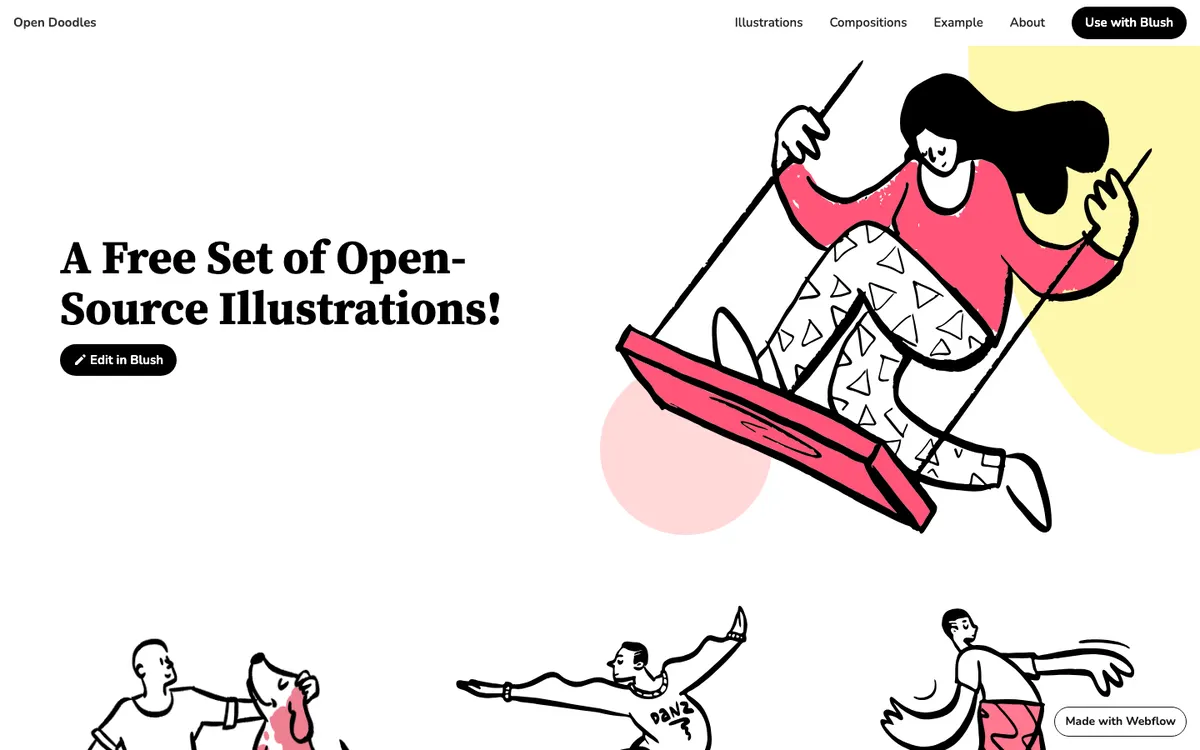 Open Doodles
Illustrations
Compositions
Example
About
Use with Blush
A Free Set of Open-
Source Illustrations!
Edit in Blush
DANZ
Made with Webflow